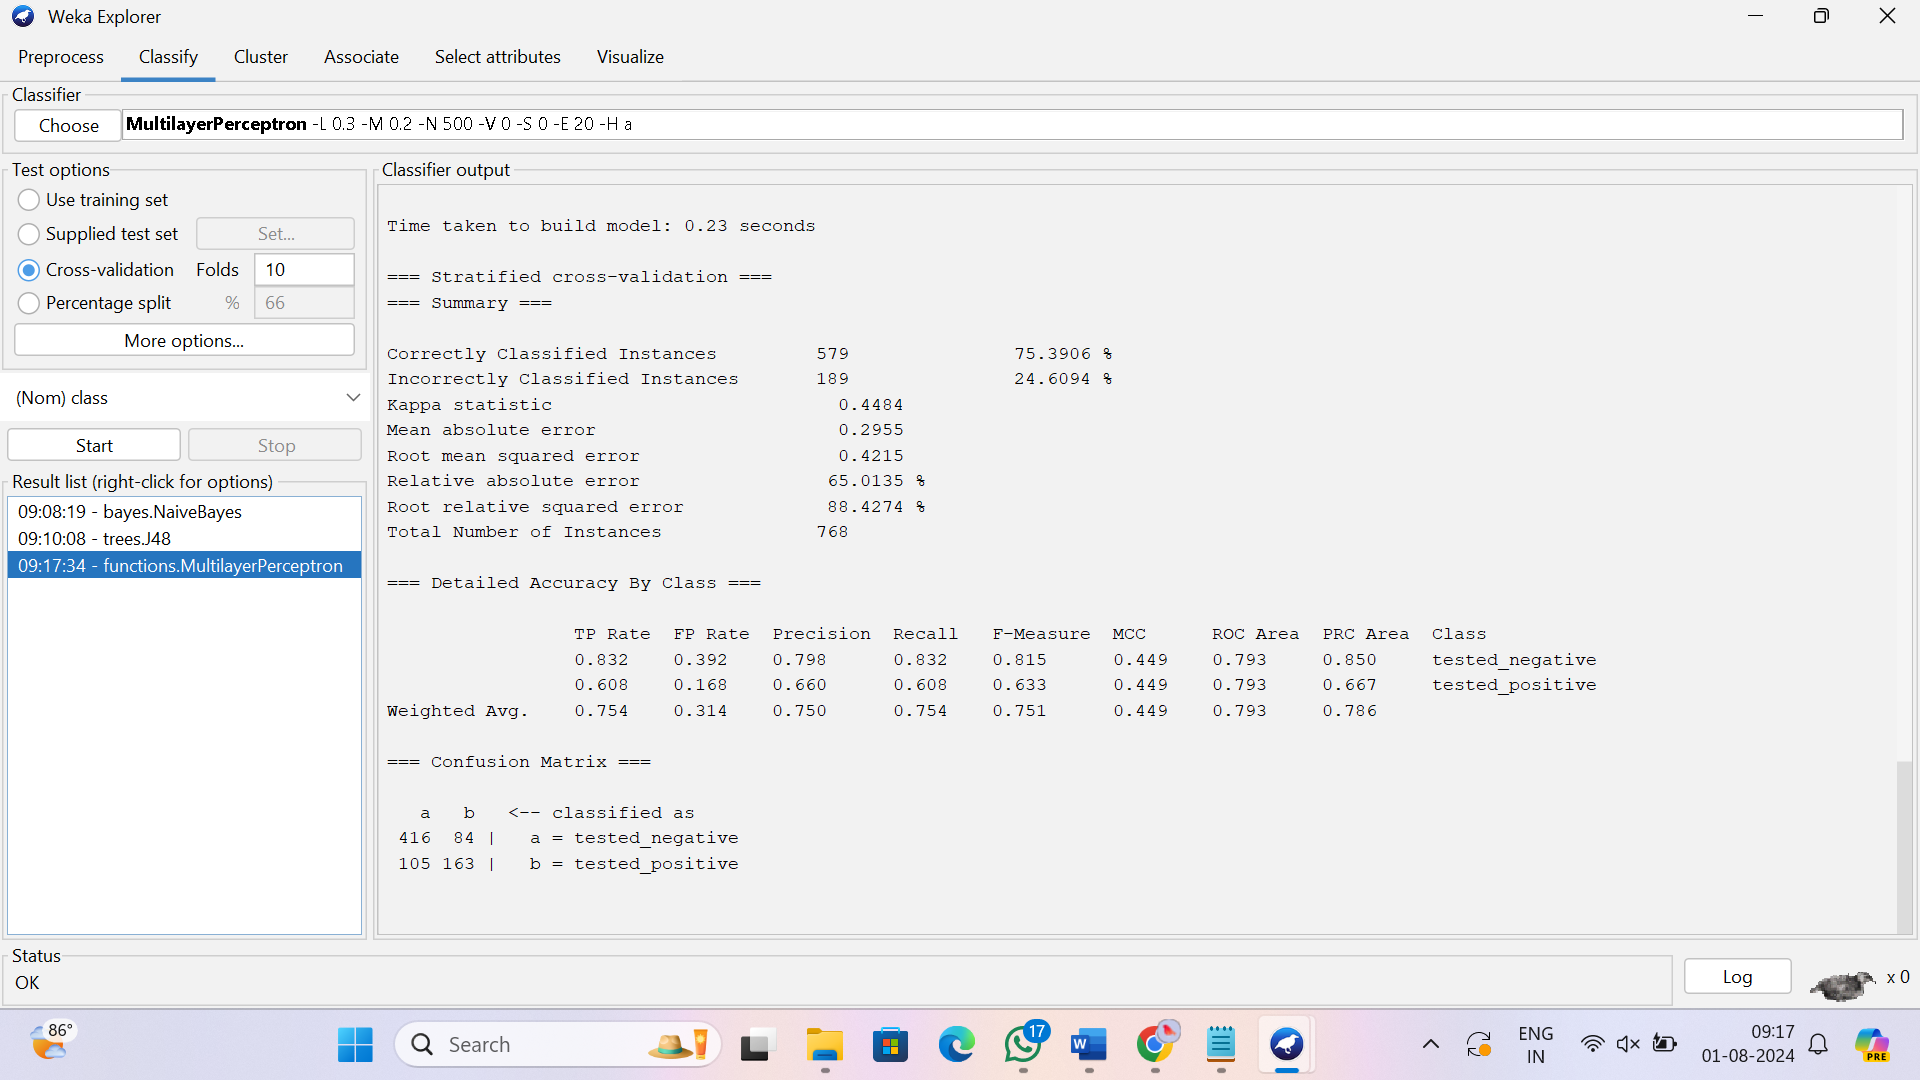 Weka Explorer
Preprocess Classify Cluster Associate Select attributes Visualize
Classifier
Choose MultilayerPerceptron -L 0.3 -M 0.2 -N 500 -V 0 -S 0 -E 20 -H a
Test options
Use training set
Supplied test set Set...
Cross-validation Folds 10
Percentage split % 66
More options...
(Nom) class
Start Stop
Result list (right-click for options)
09:08:19 - bayes.NaiveBayes
09:10:08 - trees.J48
09:17:34 - functions.MultilayerPerceptron
Classifier output
Time taken to build model: 0.23 seconds
=== Stratified cross-validation ===
=== Summary ===
Correctly Classified Instances 579 75.3906 %
Incorrectly Classified Instances 189 24.6094 %
Kappa statistic 0.4484
Mean absolute error 0.2955
Root mean squared error 0.4215
Relative absolute error 65.0135 %
Root relative squared error 88.4274 %
Total Number of Instances 768
=== Detailed Accuracy By Class ===
TP Rate FP Rate Precision Recall F-Measure MCC ROC Area PRC Area Class
0.832 0.392 0.798 0.832 0.815 0.449 0.793 0.850 tested_negative
0.608 0.168 0.660 0.608 0.633 0.449 0.793 0.667 tested_positive
Weighted Avg. 0.754 0.314 0.750 0.754 0.751 0.449 0.793 0.786
=== Confusion Matrix ===
a b <-- classified as
416 84 | a = tested_negative
105 163 | b = tested_positive
Status
OK
Log x 0
86°
Search
17
W
ENG
IN
09:17
01-08-2024
PRE